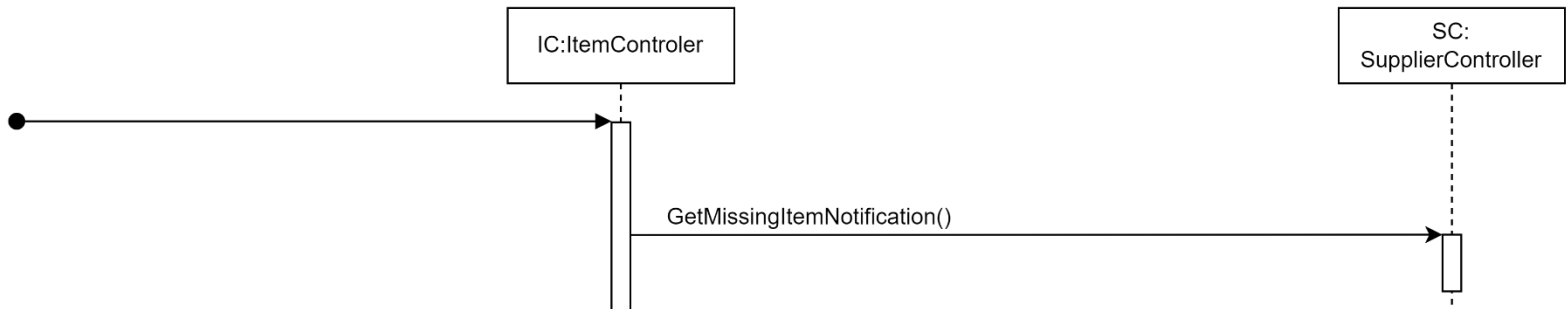 IC:ItemControler
SC:
SupplierController
GetMissingItemNotification()